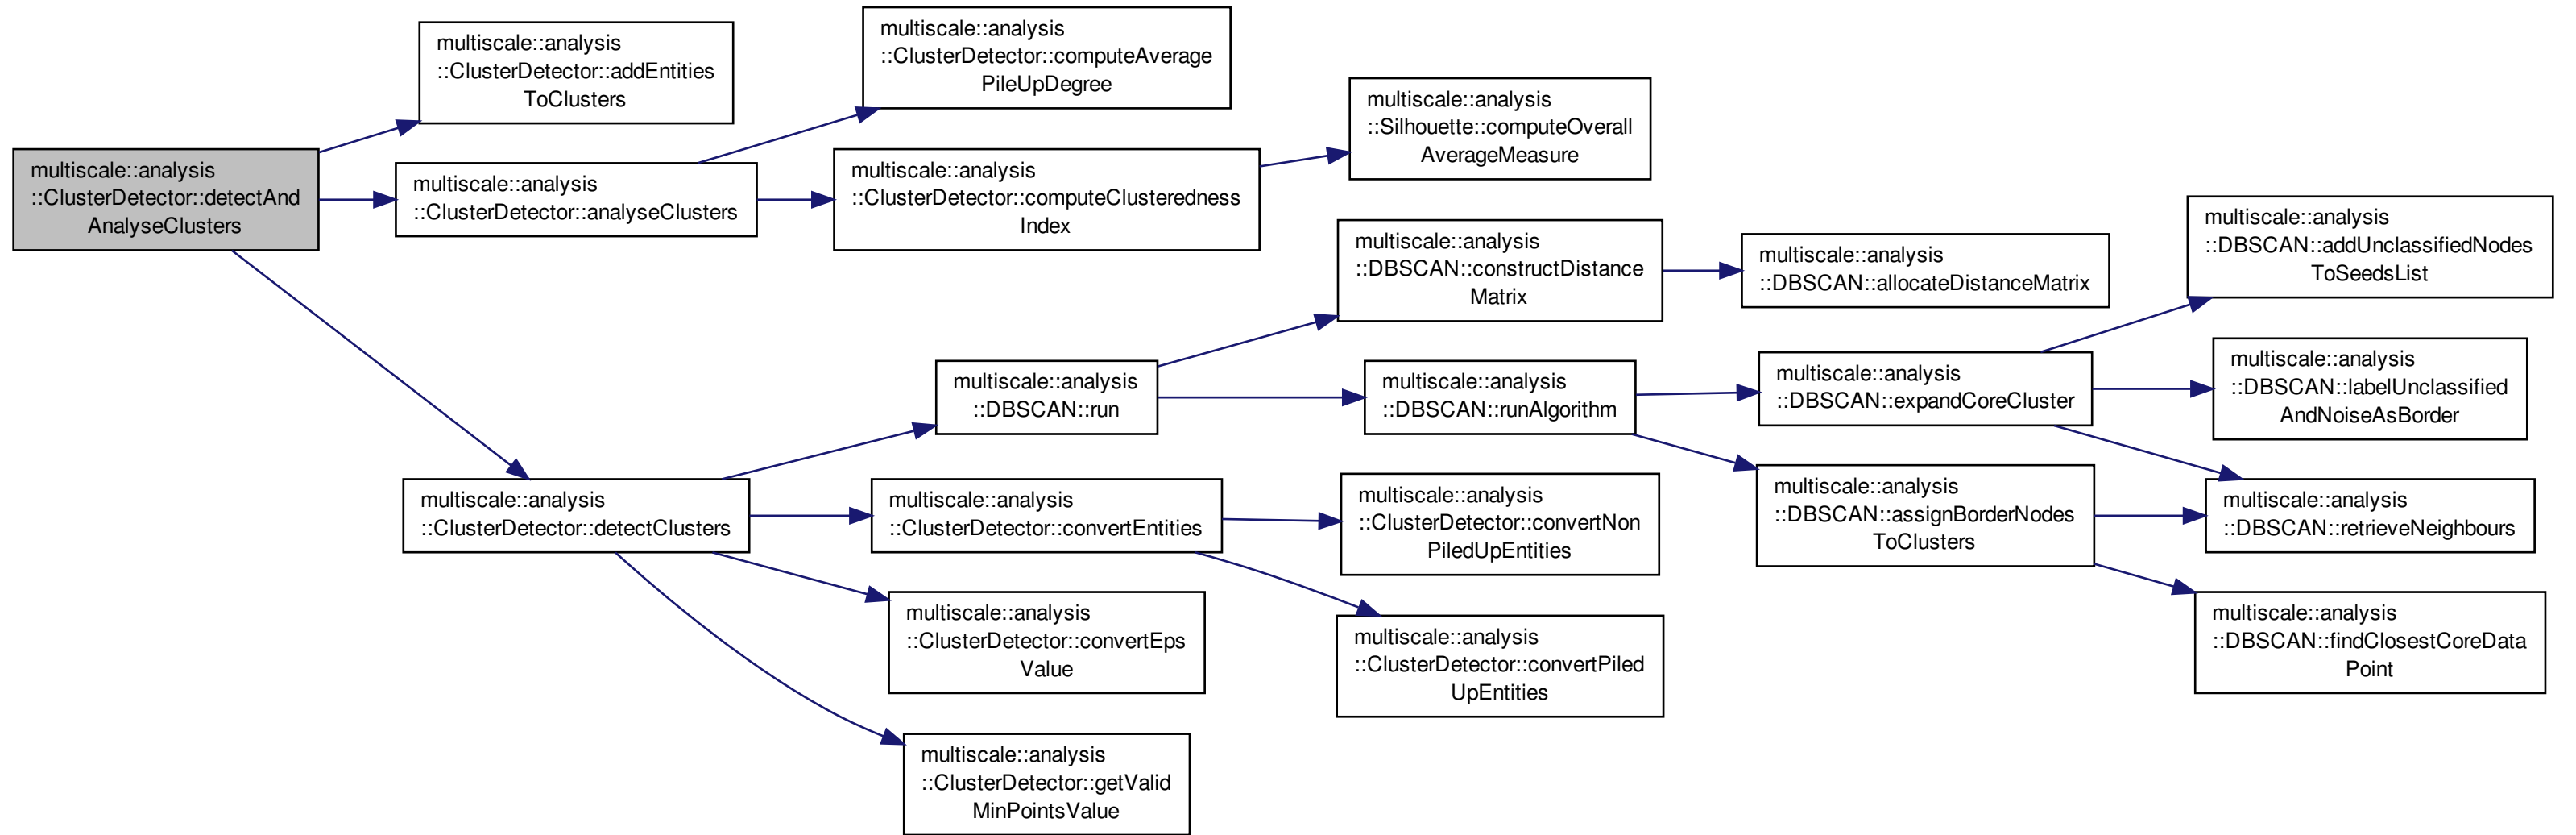 multiscale::analysis
::ClusterDetector::detectAnd
AnalyseClusters
multiscale::analysis
::ClusterDetector::addEntities
ToClusters
multiscale::analysis
::ClusterDetector::analyseClusters
multiscale::analysis
::ClusterDetector::detectClusters
multiscale::analysis
::ClusterDetector::computeAverage
PileUpDegree
multiscale::analysis
::ClusterDetector::computeClusteredness
Index
multiscale::analysis
::DBSCAN::run
multiscale::analysis
::ClusterDetector::convertEntities
multiscale::analysis
::ClusterDetector::convertEps
Value
multiscale::analysis
::ClusterDetector::getValid
MinPointsValue
multiscale::analysis
::Silhouette::computeOverall
AverageMeasure
multiscale::analysis
::DBSCAN::constructDistance
Matrix
multiscale::analysis
::DBSCAN::runAlgorithm
multiscale::analysis
::ClusterDetector::convertNon
PiledUpEntities
multiscale::analysis
::ClusterDetector::convertPiled
UpEntities
multiscale::analysis
::DBSCAN::allocateDistanceMatrix
multiscale::analysis
::DBSCAN::expandCoreCluster
multiscale::analysis
::DBSCAN::assignBorderNodes
ToClusters
multiscale::analysis
::DBSCAN::addUnclassifiedNodes
ToSeedsList
multiscale::analysis
::DBSCAN::labelUnclassified
AndNoiseAsBorder
multiscale::analysis
::DBSCAN::retrieveNeighbours
multiscale::analysis
::DBSCAN::findClosestCoreData
Point